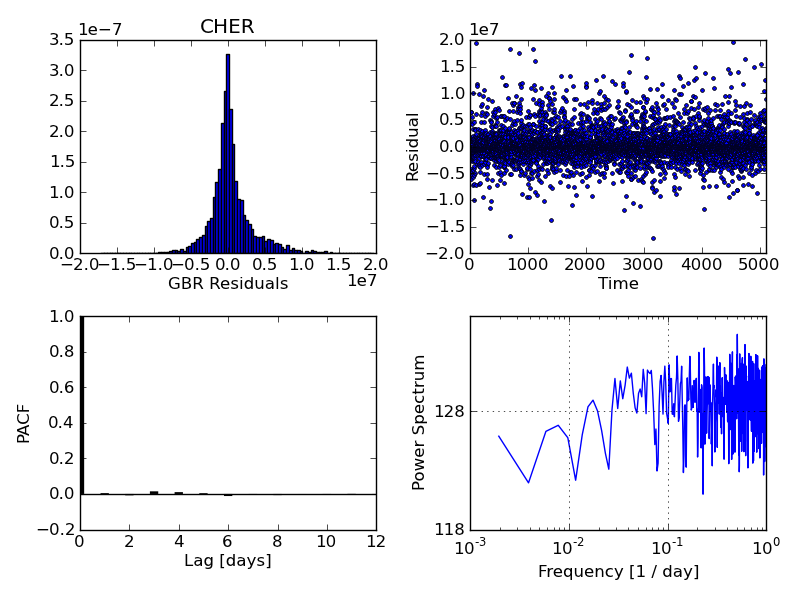 CHER
1e−7
3.5
3.0
2.5
2.0
1.5
1.0
0.5
0.0
−2.0 −1.5 −1.0 −0.5 0.0 0.5 1.0 1.5 2.0
GBR Residuals 1e7
1e7
2.0
1.5
1.0
0.5
0.0
−0.5
−1.0
−1.5
−2.0
Residual
0 1000 2000 3000 4000 5000
Time
1.0
0.8
0.6
0.4
0.2
0.0
−0.2
PACF
0 2 4 6 8 10 12
Lag [days]
128
118
Power Spectrum
10-3 10-2 10-1 100
Frequency [1 / day]